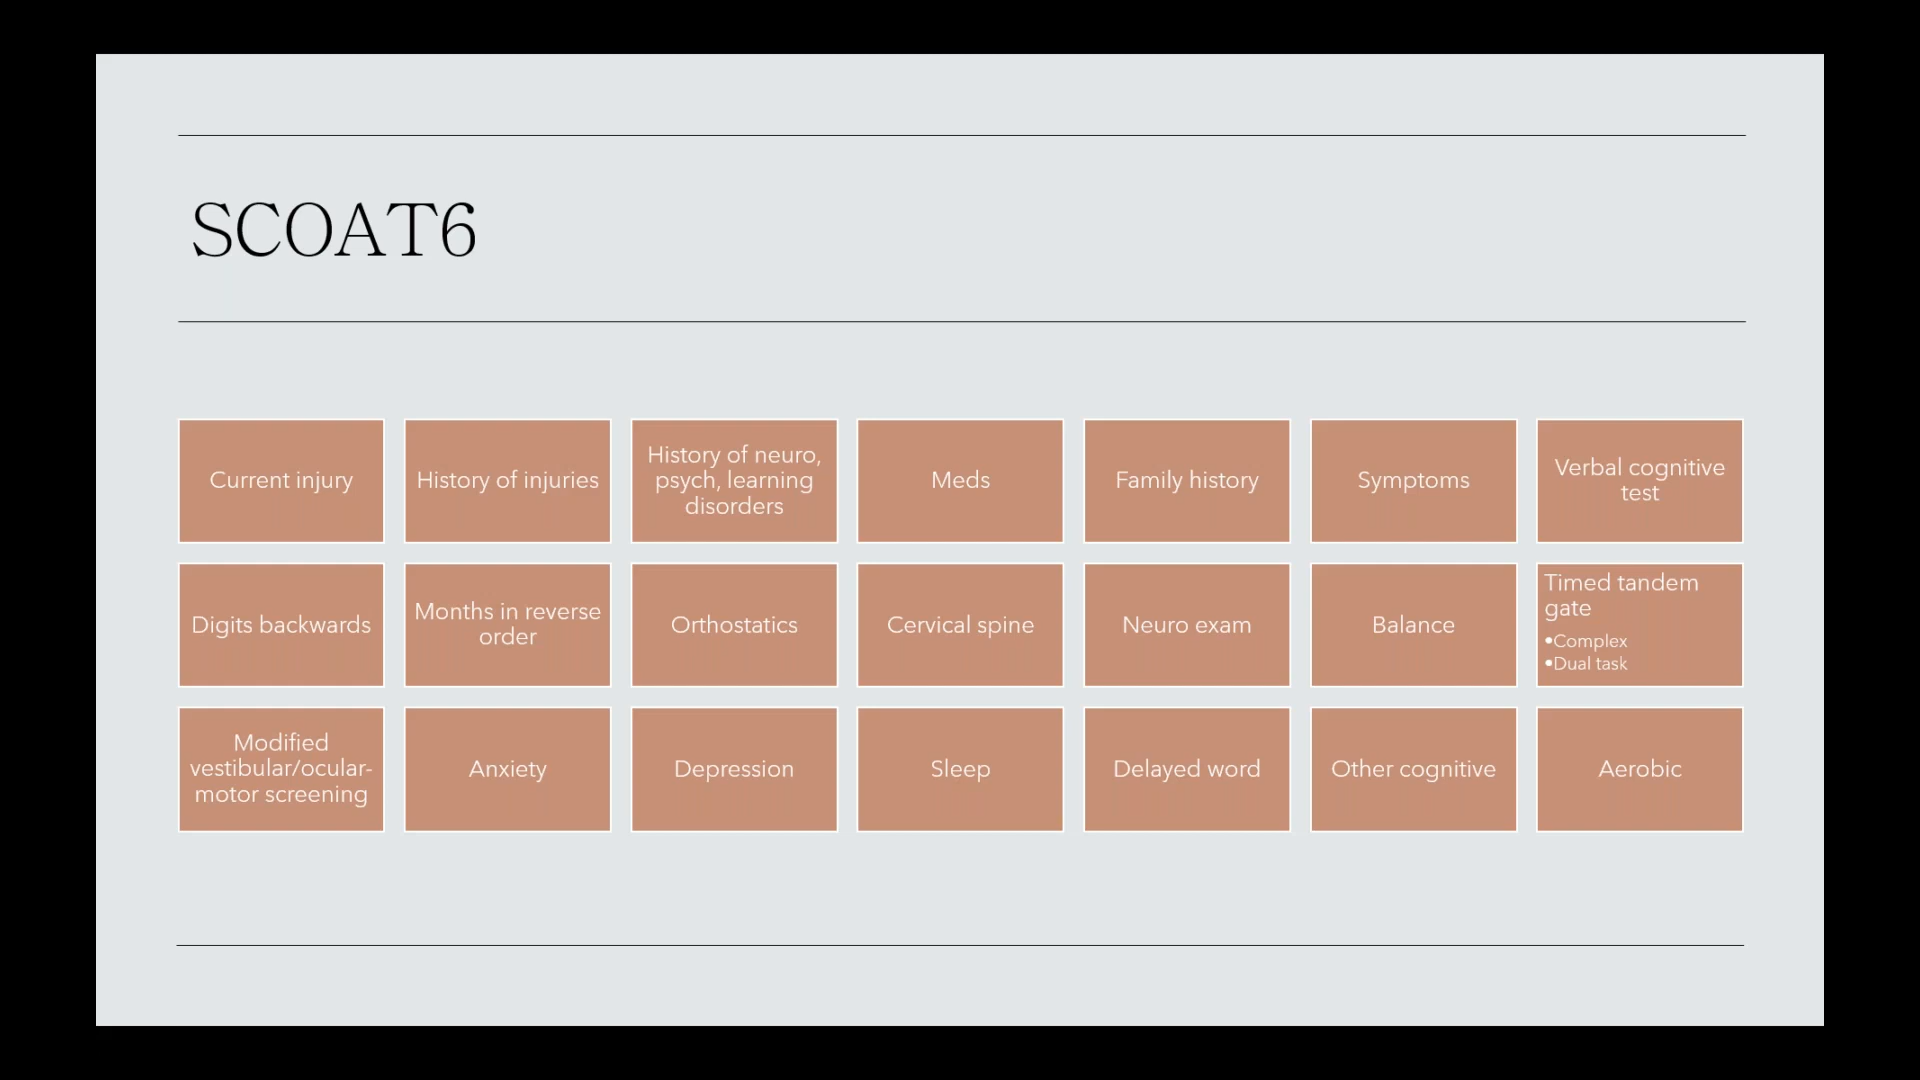 SCOAT6
Current injury
History of injuries
History of neuro,
psych, learning
disorders
Meds
Family history
Symptoms
Verbal cognitive
test
Digits backwards
Months in reverse
order
Orthostatics
Cervical spine
Neuro exam
Balance
Timed tandem
gate
•Complex
•Dual task
Modified
vestibular/ocular-
motor screening
Anxiety
Depression
Sleep
Delayed word
Other cognitive
Aerobic